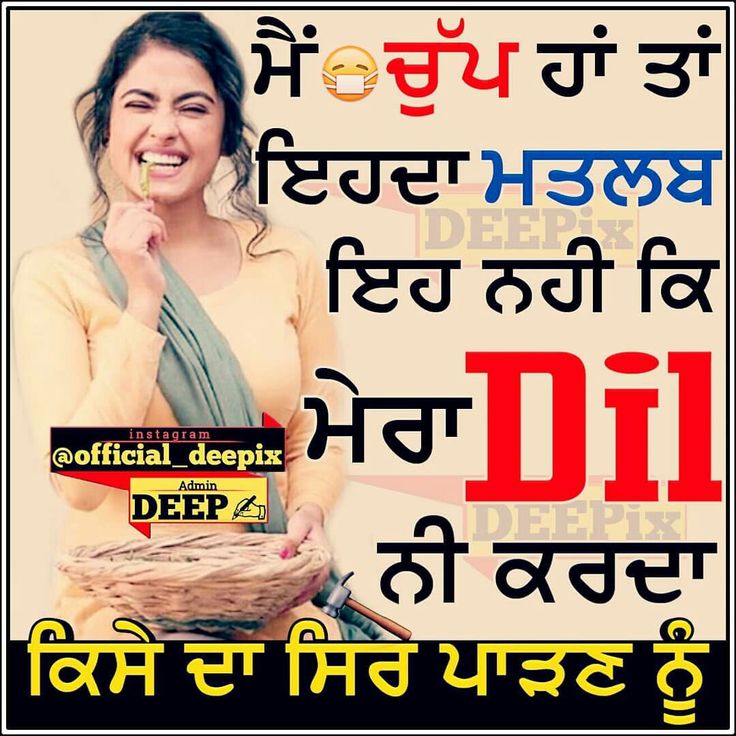 ਮੈਂ😷ਚੁੱਪ ਹਾਂ ਤਾਂ
ਇਹਦਾ ਮਤਲਬ
DEEPix
ਇਹ ਨਹੀ ਕਿ
ਮੇਰਾ Dil
instagram
@official_deepix
Admin
DEEP✍
DEEPix
ਨੀ ਕਰਦਾ
ਕਿਸੇ ਦਾ ਸਿਰ ਪਾੜਣ ਨੂੰ